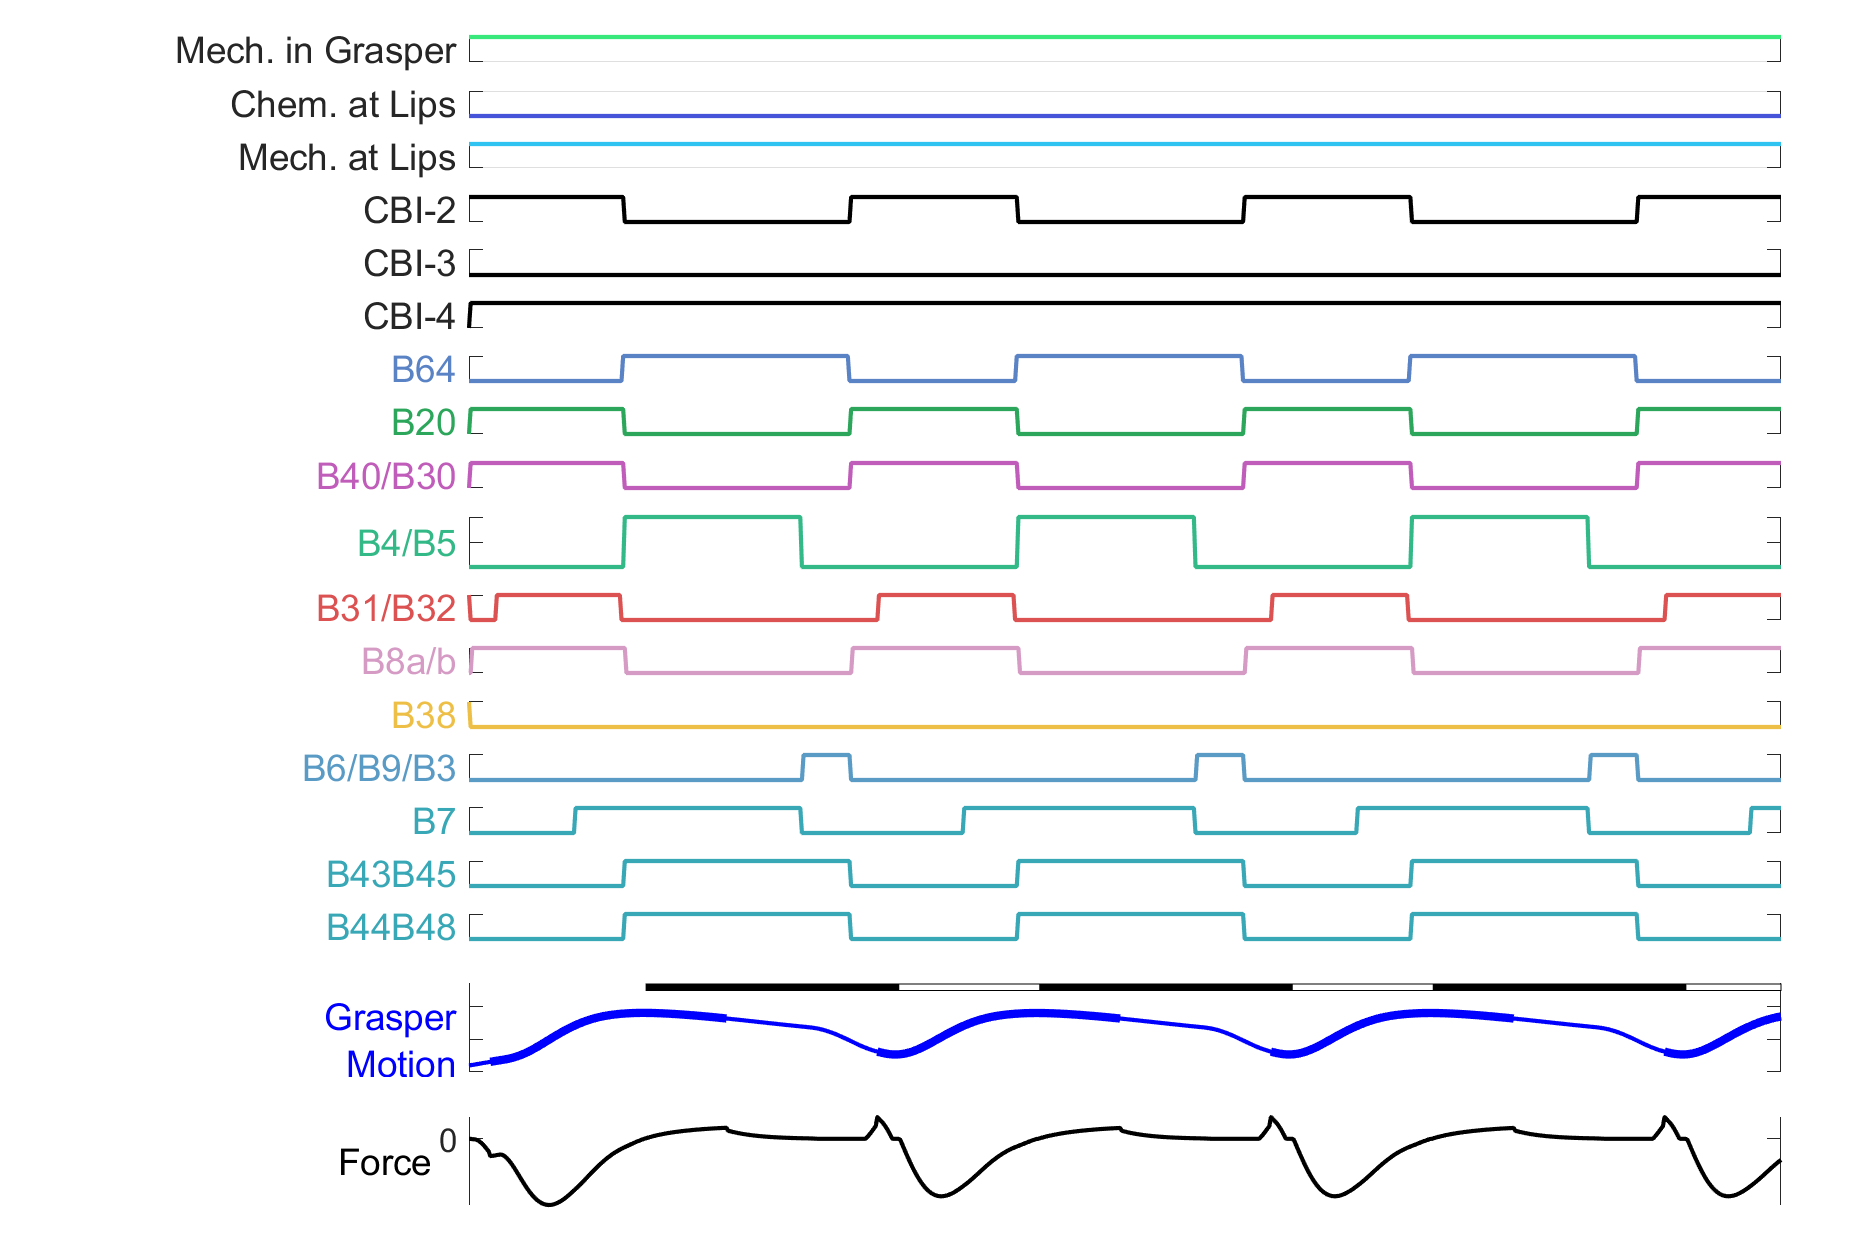 Mech. in Grasper
Chem. at Lips
Mech. at Lips
CBI-2
CBI-3
CBI-4
B64
B20
B40/B30
B4/B5
B31/B32
B8a/b
B38
B6/B9/B3
B7
B43B45
B44B48
Grasper
Motion
0
Force